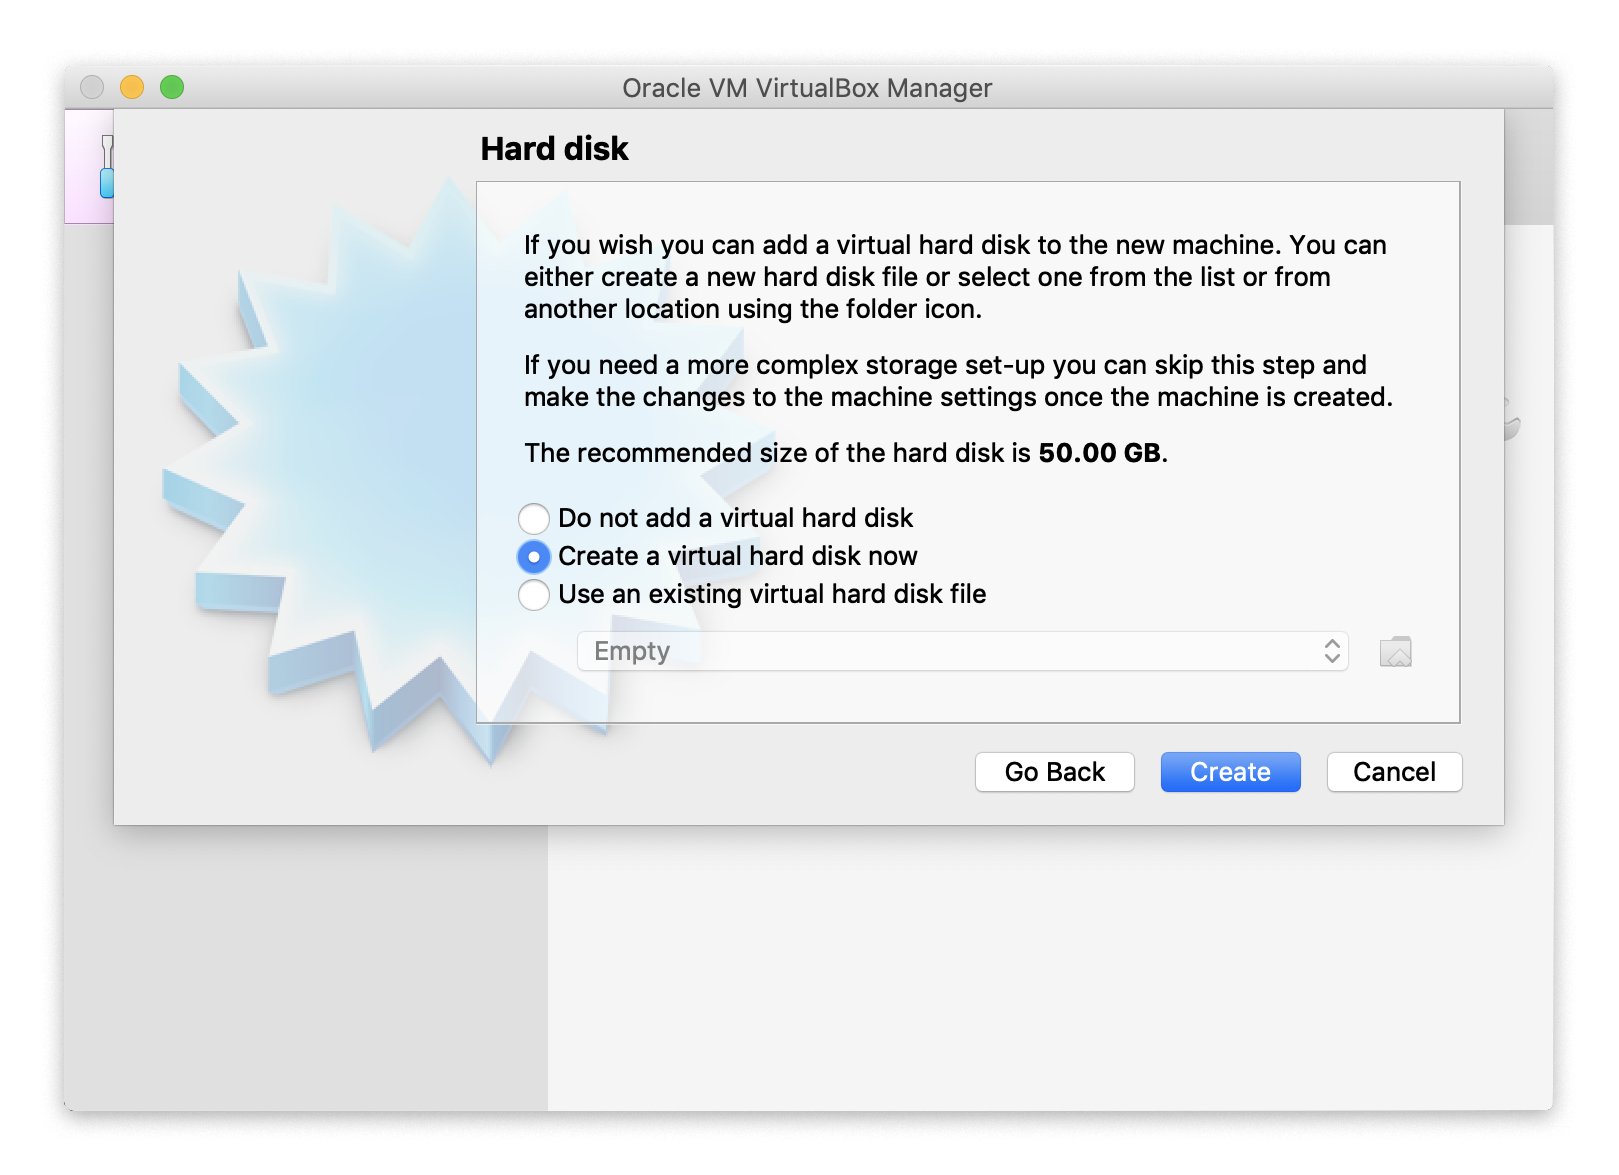 Oracle VM VirtualBox Manager
Hard disk
If you wish you can add a virtual hard disk to the new machine. You can
either create a new hard disk file or select one from the list or from
another location using the folder icon.
If you need a more complex storage set-up you can skip this step and
make the changes to the machine settings once the machine is created.
The recommended size of the hard disk is 50.00 GB.
Do not add a virtual hard disk
Create a virtual hard disk now
Use an existing virtual hard disk file
Empty
Go Back
Create
Cancel